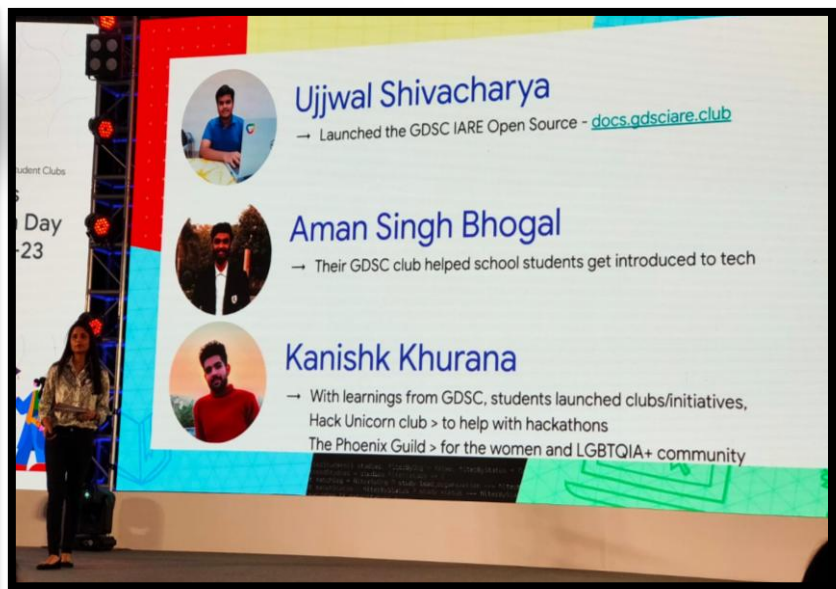 udent Clubs
Day
-23
Ujjwal Shivacharya
→ Launched the GDSC IARE Open Source - docs.gdsciare.club
Aman Singh Bhogal
→ Their GDSC club helped school students get introduced to tech
Kanishk Khurana
→ With learnings from GDSC, students launched clubs/initiatives,
Hack Unicorn club > to help with hackathons
The Phoenix Guild > for the women and LGBTQIA+ community